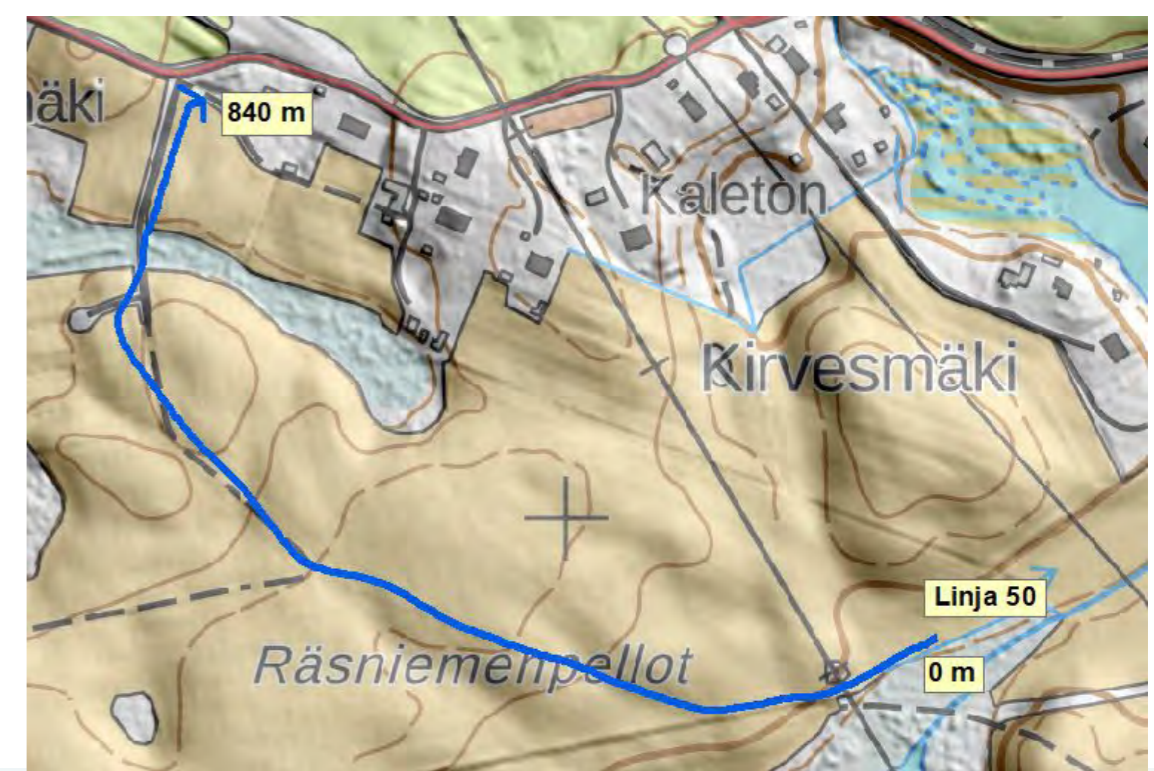 äki
840 m
Kaleton
Kirvesmäki
Linja 50
Räsniemenpellot
0 m